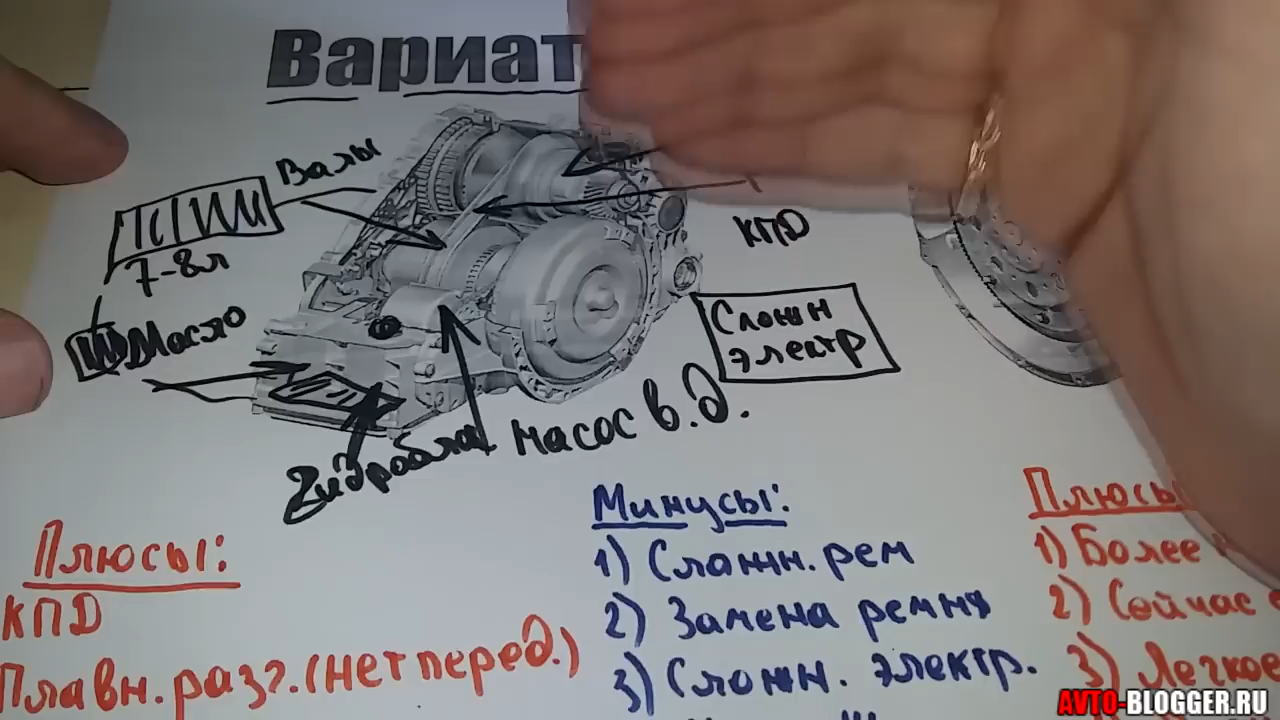 Вариат
Валы
7-8л
Масло
КПД
Сложн
электр
Гидроблок
Насос в.д.
Плюсы:
КПД
Плавн. разг. (нет перед.)
Минусы:
1) Сложн. рем
2) Замена ремня
3) Сложн. электр.
Плюсы
1) Более
2) Сейчас
3) Легкое
AVTO-BLOGGER.RU